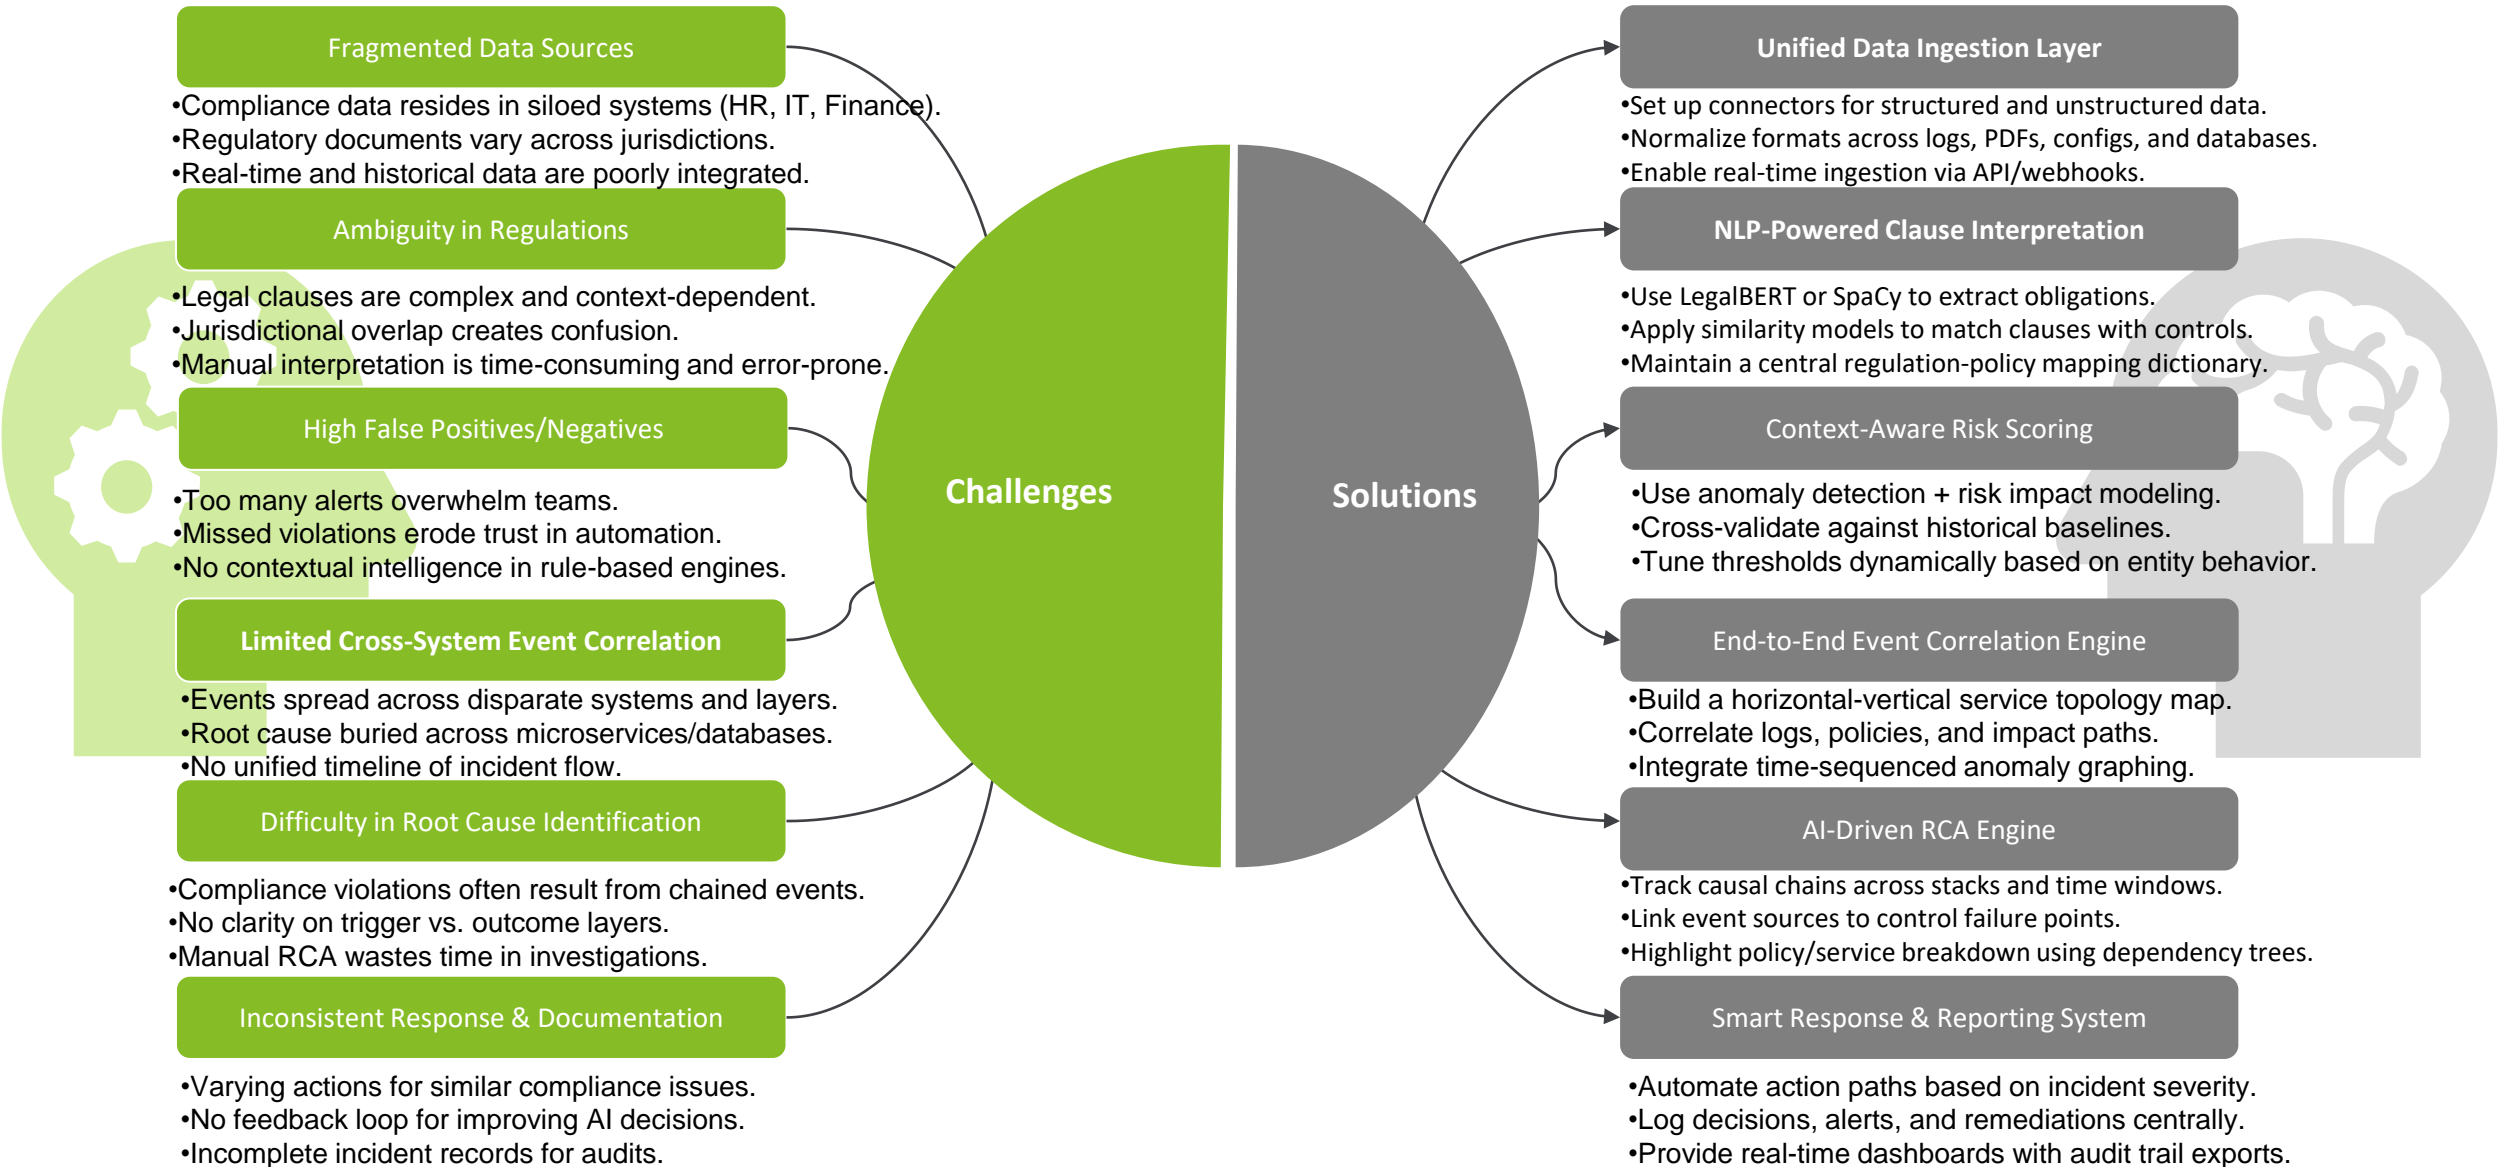 Fragmented Data Sources
•Compliance data resides in siloed systems (HR, IT, Finance).
•Regulatory documents vary across jurisdictions.
•Real-time and historical data are poorly integrated.
Ambiguity in Regulations
•Legal clauses are complex and context-dependent.
•Jurisdictional overlap creates confusion.
•Manual interpretation is time-consuming and error-prone.
High False Positives/Negatives
•Too many alerts overwhelm teams.
•Missed violations erode trust in automation.
•No contextual intelligence in rule-based engines.
Limited Cross-System Event Correlation
•Events spread across disparate systems and layers.
•Root cause buried across microservices/databases.
•No unified timeline of incident flow.
Difficulty in Root Cause Identification
•Compliance violations often result from chained events.
•No clarity on trigger vs. outcome layers.
•Manual RCA wastes time in investigations.
Inconsistent Response & Documentation
•Varying actions for similar compliance issues.
•No feedback loop for improving AI decisions.
•Incomplete incident records for audits.
Challenges
Solutions
Unified Data Ingestion Layer
•Set up connectors for structured and unstructured data.
•Normalize formats across logs, PDFs, configs, and databases.
•Enable real-time ingestion via API/webhooks.
NLP-Powered Clause Interpretation
•Use LegalBERT or SpaCy to extract obligations.
•Apply similarity models to match clauses with controls.
•Maintain a central regulation-policy mapping dictionary.
Context-Aware Risk Scoring
•Use anomaly detection + risk impact modeling.
•Cross-validate against historical baselines.
•Tune thresholds dynamically based on entity behavior.
End-to-End Event Correlation Engine
•Build a horizontal-vertical service topology map.
•Correlate logs, policies, and impact paths.
•Integrate time-sequenced anomaly graphing.
AI-Driven RCA Engine
•Track causal chains across stacks and time windows.
•Link event sources to control failure points.
•Highlight policy/service breakdown using dependency trees.
Smart Response & Reporting System
•Automate action paths based on incident severity.
•Log decisions, alerts, and remediations centrally.
•Provide real-time dashboards with audit trail exports.